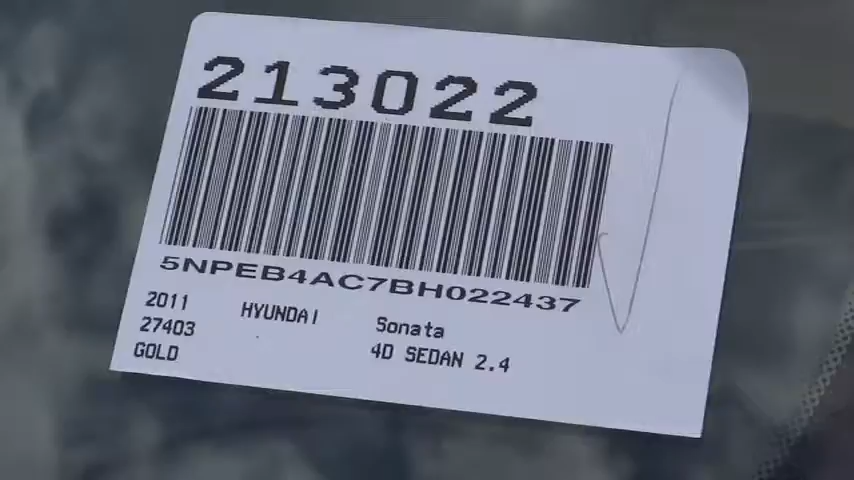 213022
5NPEB4AC7BH022437
2011 HYUNDAI Sonata
27403 4D SEDAN 2.4
GOLD